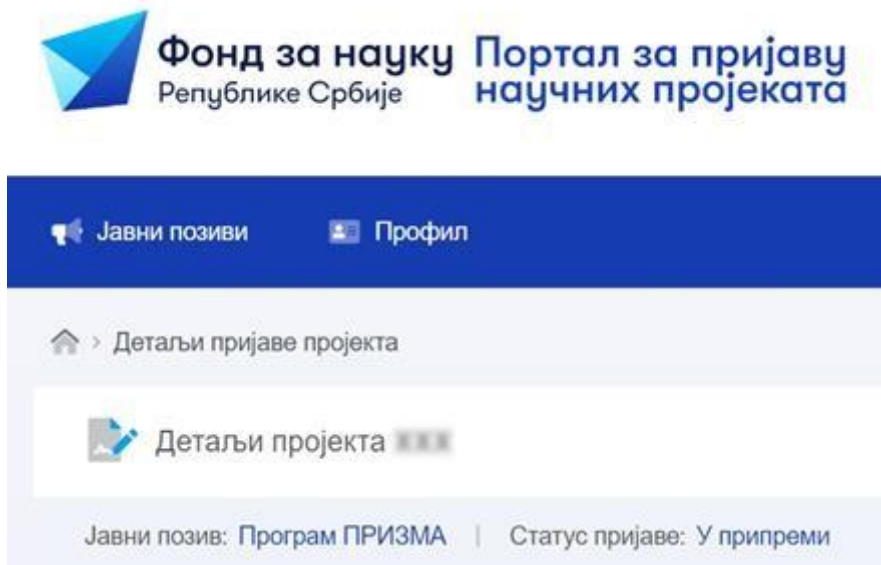 Фонд за науку
Републике Србије
Портал за пријаву
научних пројеката
Јавни позиви
Профил
Детаљи пријаве пројекта
Детаљи пројекта
Јавни позив: Програм ПРИЗМА | Статус пријаве: У припреми